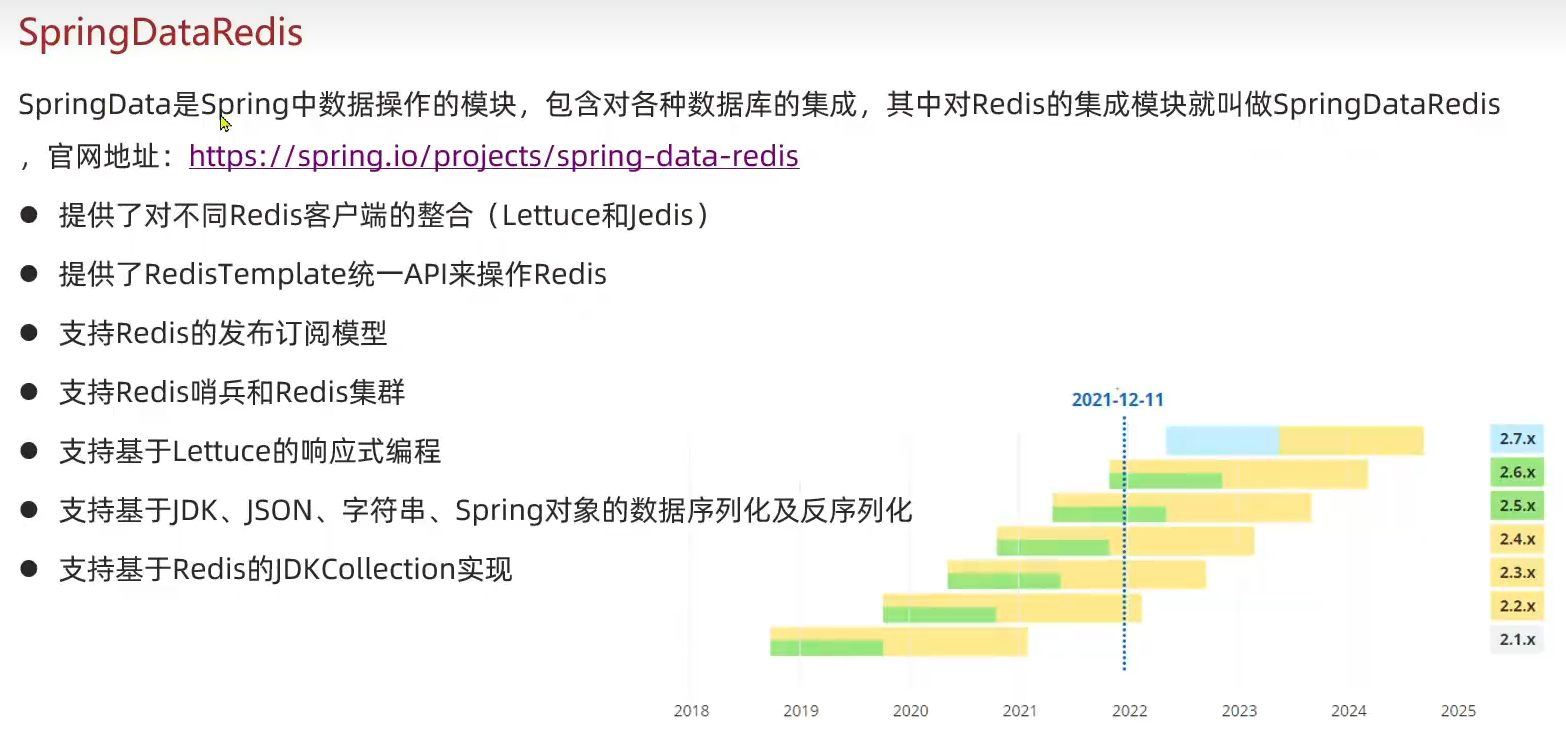 SpringDataRedis
SpringData是Spring中数据操作的模块，包含对各种数据库的集成，其中对Redis的集成模块就叫做SpringDataRedis
，官网地址：https://spring.io/projects/spring-data-redis
● 提供了对不同Redis客户端的整合（Lettuce和Jedis）
● 提供了RedisTemplate统一API来操作Redis
● 支持Redis的发布订阅模型
● 支持Redis哨兵和Redis集群
● 支持基于Lettuce的响应式编程
● 支持基于JDK、JSON、字符串、Spring对象的数据序列化及反序列化
● 支持基于Redis的JDKCollection实现
2021-12-11
2.7.x
2.6.x
2.5.x
2.4.x
2.3.x
2.2.x
2.1.x
2018 2019 2020 2021 2022 2023 2024 2025